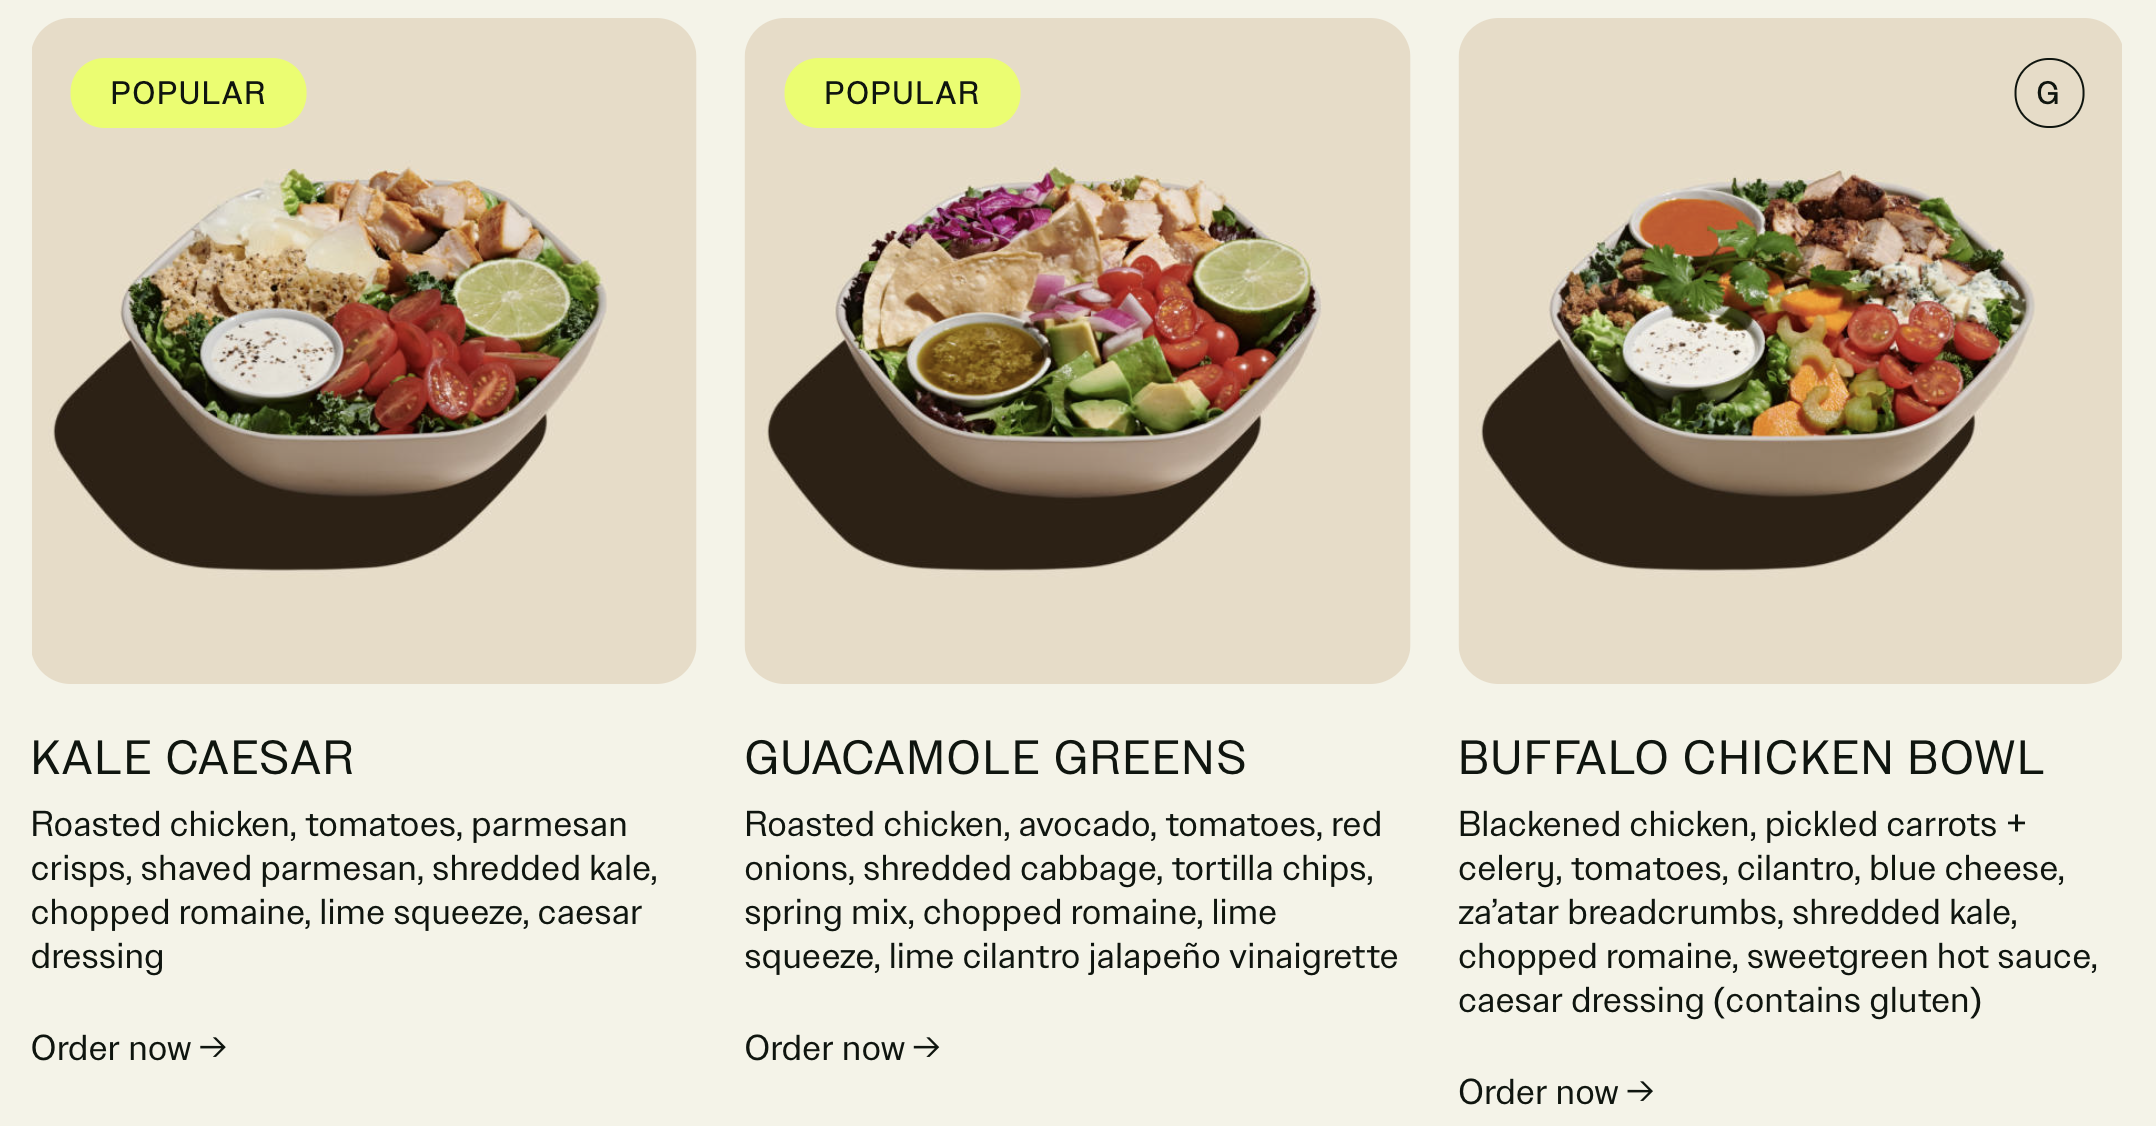 POPULAR
POPULAR
G
KALE CAESAR
Roasted chicken, tomatoes, parmesan
crisps, shaved parmesan, shredded kale,
chopped romaine, lime squeeze, caesar
dressing
Order now →
GUACAMOLE GREENS
Roasted chicken, avocado, tomatoes, red
onions, shredded cabbage, tortilla chips,
spring mix, chopped romaine, lime
squeeze, lime cilantro jalapeño vinaigrette
Order now →
BUFFALO CHICKEN BOWL
Blackened chicken, pickled carrots +
celery, tomatoes, cilantro, blue cheese,
za’atar breadcrumbs, shredded kale,
chopped romaine, sweetgreen hot sauce,
caesar dressing (contains gluten)
Order now →